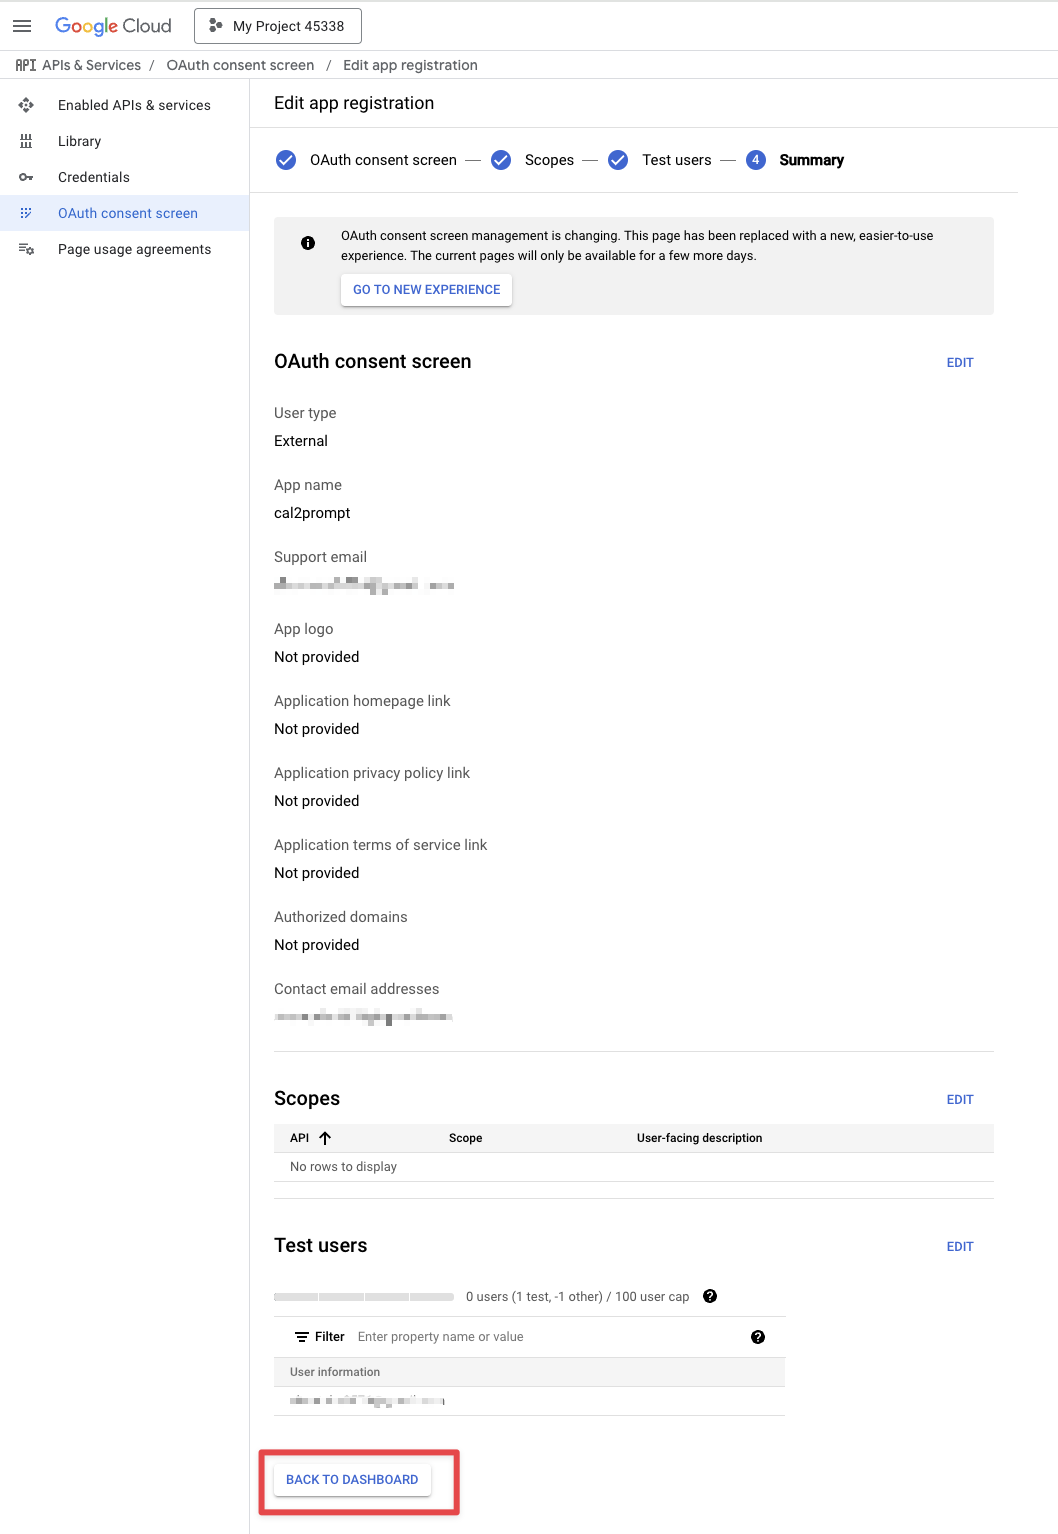 Google Cloud
My Project 45338
API APIs & Services / OAuth consent screen / Edit app registration
Enabled APIs & services
Library
Credentials
OAuth consent screen
Page usage agreements
Edit app registration
OAuth consent screen — Scopes — Test users — 4 Summary
OAuth consent screen management is changing. This page has been replaced with a new, easier-to-use
experience. The current pages will only be available for a few more days.
GO TO NEW EXPERIENCE
OAuth consent screen
EDIT
User type
External
App name
cal2prompt
Support email
App logo
Not provided
Application homepage link
Not provided
Application privacy policy link
Not provided
Application terms of service link
Not provided
Authorized domains
Not provided
Contact email addresses
Scopes
EDIT
API Scope User-facing description
No rows to display
Test users
EDIT
0 users (1 test, -1 other) / 100 user cap
Filter Enter property name or value
User information
BACK TO DASHBOARD